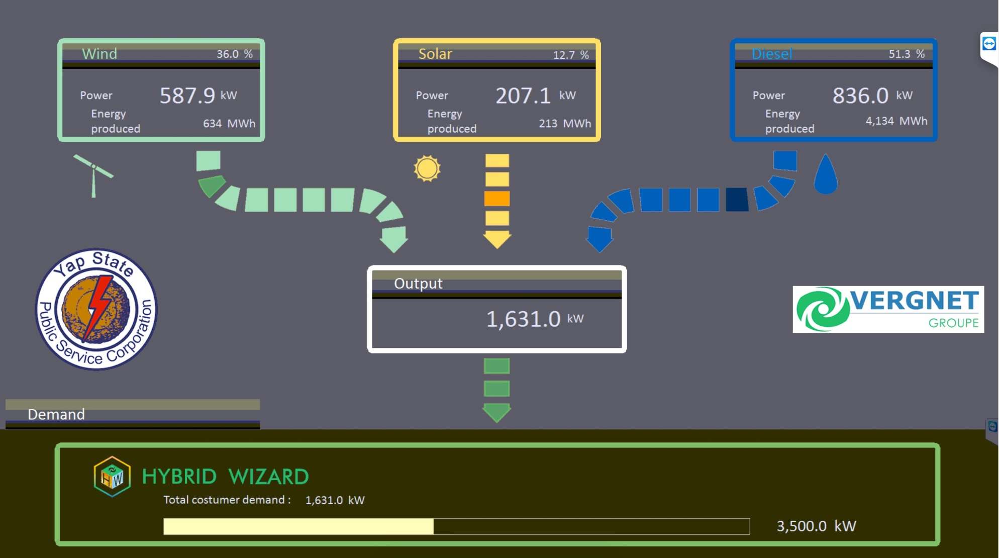 Wind 36.0 %
Power 587.9 kW
Energy
produced 634 MWh
Solar 12.7 %
Power 207.1 kW
Energy
produced 213 MWh
Diesel 51.3 %
Power 836.0 kW
Energy
produced 4,134 MWh
Yap State
Public Service Corporation
Output
1,631.0 kW
VERGNET
GROUPE
Demand
HW
HYBRID WIZARD
Total costumer demand : 1,631.0 kW
3,500.0 kW